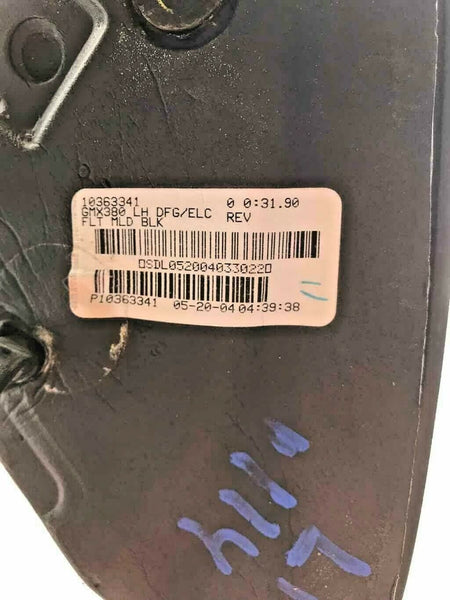 10363341 0 0:31.90
GMX380 LH DFG/ELC REV
FLT MLD BLK
0SDL05200403302200
P10363341 05-20-04 04:39:38